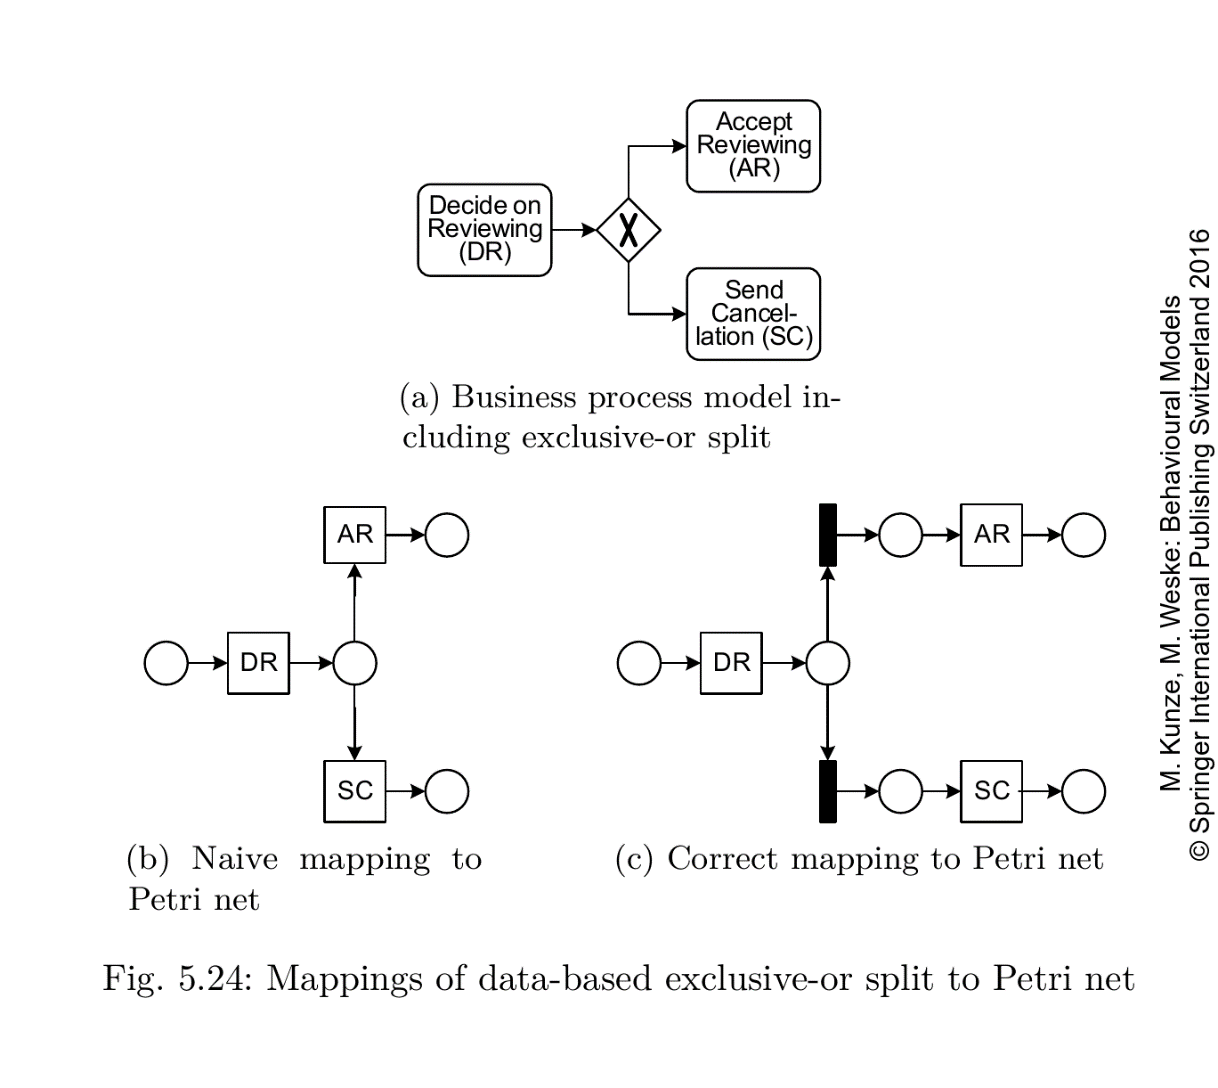 Accept
Reviewing
(AR)
Decide on
Reviewing
(DR)
X
Send
Cancel-
lation (SC)
(a) Business process model in-
cluding exclusive-or split
AR
DR
SC
(b) Naive mapping to
Petri net
AR
DR
SC
(c) Correct mapping to Petri net
Fig. 5.24: Mappings of data-based exclusive-or split to Petri net
M. Kunze, M. Weske: Behavioural Models
© Springer International Publishing Switzerland 2016